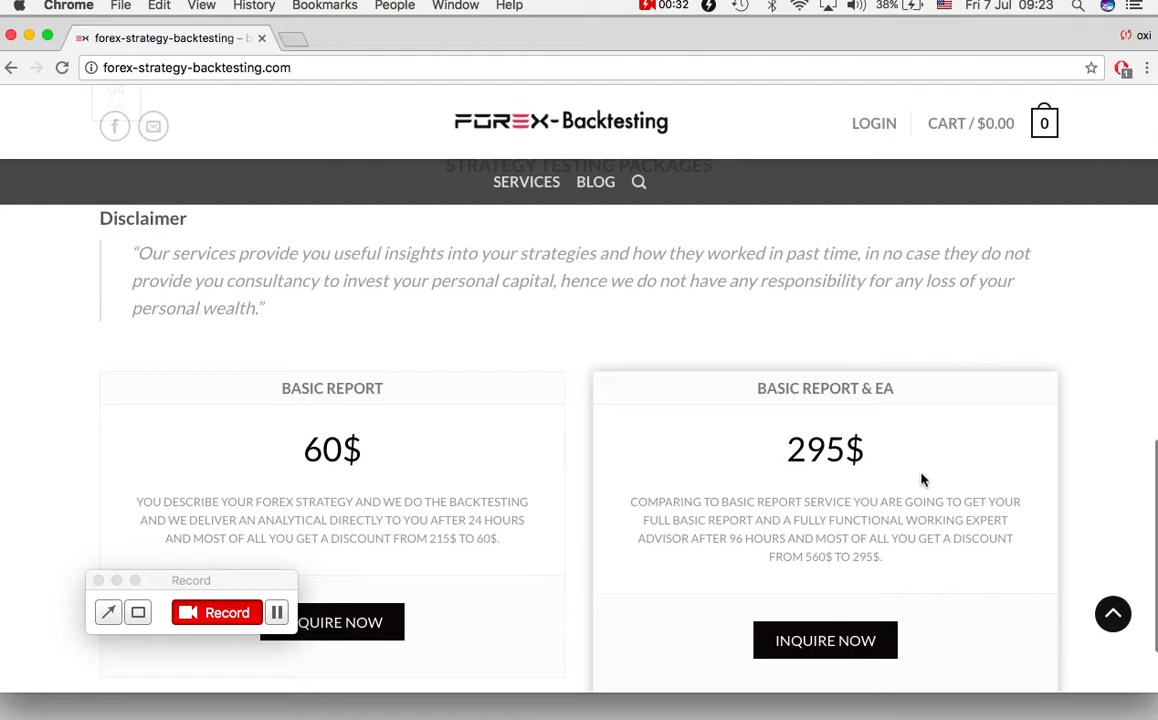 Chrome File Edit View History Bookmarks People Window Help 00:32 38% Fri 7 Jul 09:23
forex-strategy-backtesting – b oxi
forex-strategy-backtesting.com 1
FOREX-Backtesting LOGIN CART / $0.00 0
STRATEGY TESTING PACKAGES
SERVICES BLOG
Disclaimer
“Our services provide you useful insights into your strategies and how they worked in past time, in no case they do not
provide you consultancy to invest your personal capital, hence we do not have any responsibility for any loss of your
personal wealth.”
BASIC REPORT
60$
YOU DESCRIBE YOUR FOREX STRATEGY AND WE DO THE BACKTESTING
AND WE DELIVER AN ANALYTICAL DIRECTLY TO YOU AFTER 24 HOURS
AND MOST OF ALL YOU GET A DISCOUNT FROM 215$ TO 60$.
QUIRE NOW
BASIC REPORT & EA
295$
COMPARING TO BASIC REPORT SERVICE YOU ARE GOING TO GET YOUR
FULL BASIC REPORT AND A FULLY FUNCTIONAL WORKING EXPERT
ADVISOR AFTER 96 HOURS AND MOST OF ALL YOU GET A DISCOUNT
FROM 560$ TO 295$.
INQUIRE NOW
Record
Record